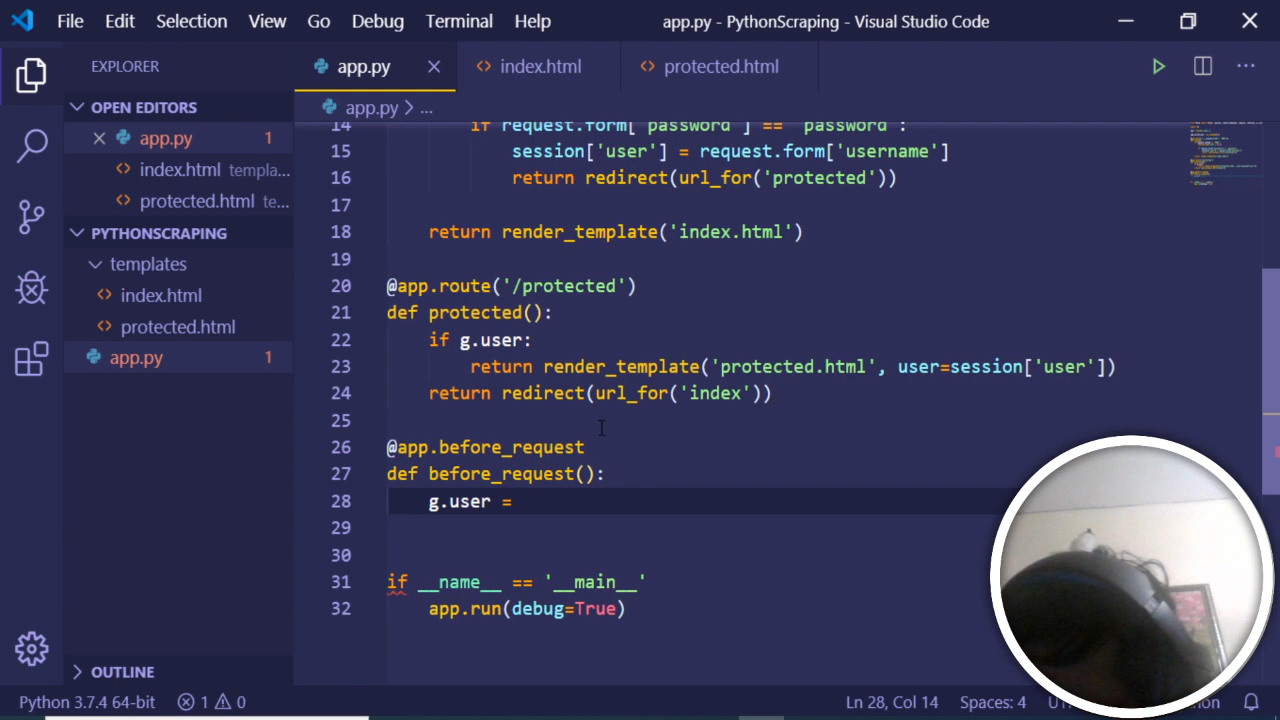 File Edit Selection View Go Debug Terminal Help app.py - PythonScraping - Visual Studio Code
EXPLORER
OPEN EDITORS
app.py 1
index.html templa...
protected.html te...
PYTHONSCRAPING
templates
index.html
protected.html
app.py 1
OUTLINE
app.py index.html protected.html
app.py > ...
14 if request.form['password'] == 'password':
15 session['user'] = request.form['username']
16 return redirect(url_for('protected'))
17
18 return render_template('index.html')
19
20 @app.route('/protected')
21 def protected():
22 if g.user:
23 return render_template('protected.html', user=session['user'])
24 return redirect(url_for('index'))
25
26 @app.before_request
27 def before_request():
28 g.user =
29
30
31 if __name__ == '__main__'
32 app.run(debug=True)
Python 3.7.4 64-bit 1 0 Ln 28, Col 14 Spaces: 4